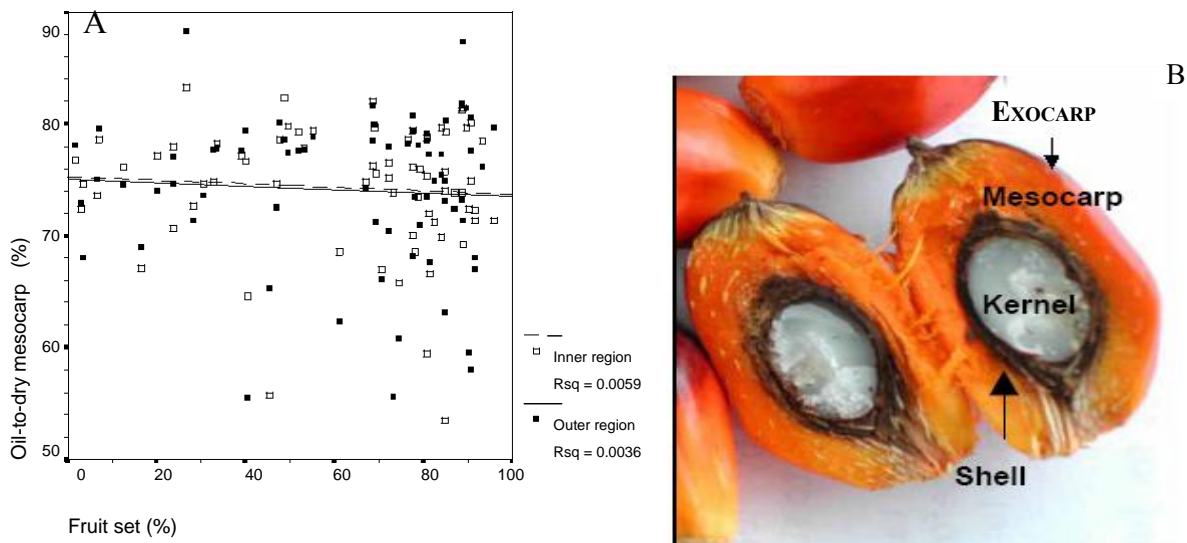 A
90
80
70
60
50
Oil-to-dry mesocarp (%)
0 20 40 60 80 100
Fruit set (%)
Inner region
Rsq = 0.0059
Outer region
Rsq = 0.0036
B
EXOCARP
Mesocarp
Kernel
Shell